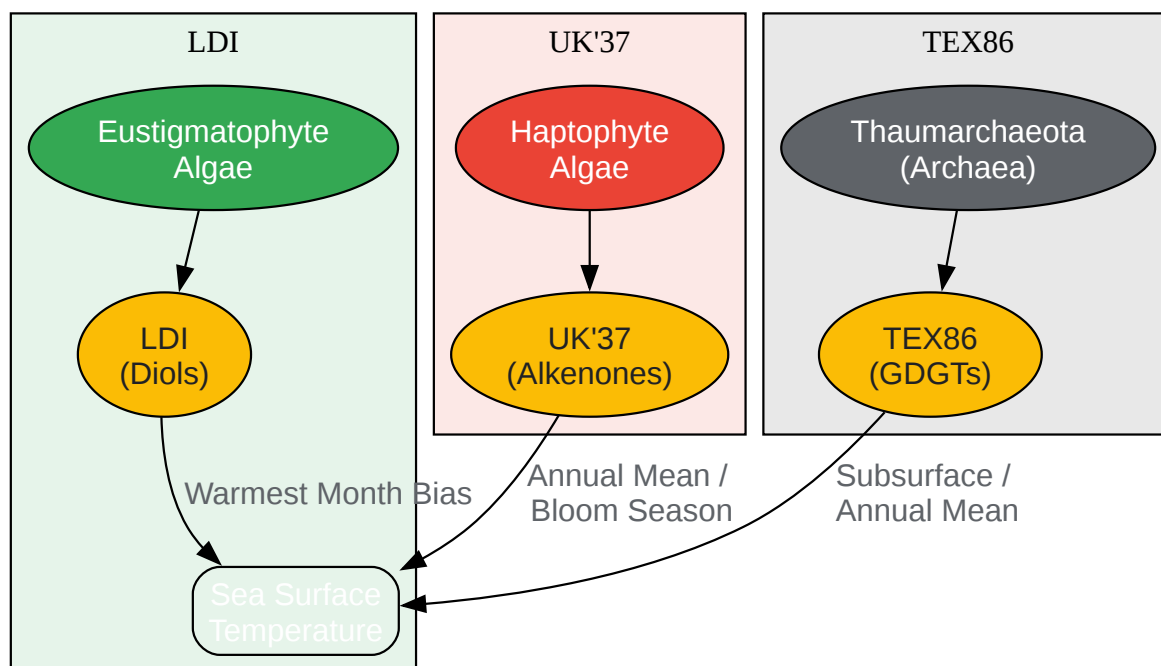 LDI
UK'37
TEX86
Eustigmatophyte
Algae
Haptophyte
Algae
Thaumarchaeota
(Archaea)
LDI
(Diols)
UK'37
(Alkenones)
TEX86
(GDGTs)
Warmest Month Bias
Annual Mean /
Bloom Season
Subsurface /
Annual Mean
Sea Surface
Temperature